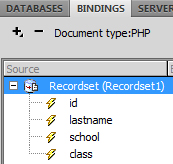 DATABASES BINDINGS SERVER
Document type:PHP
Source
Recordset (Recordset1)
id
lastname
school
class